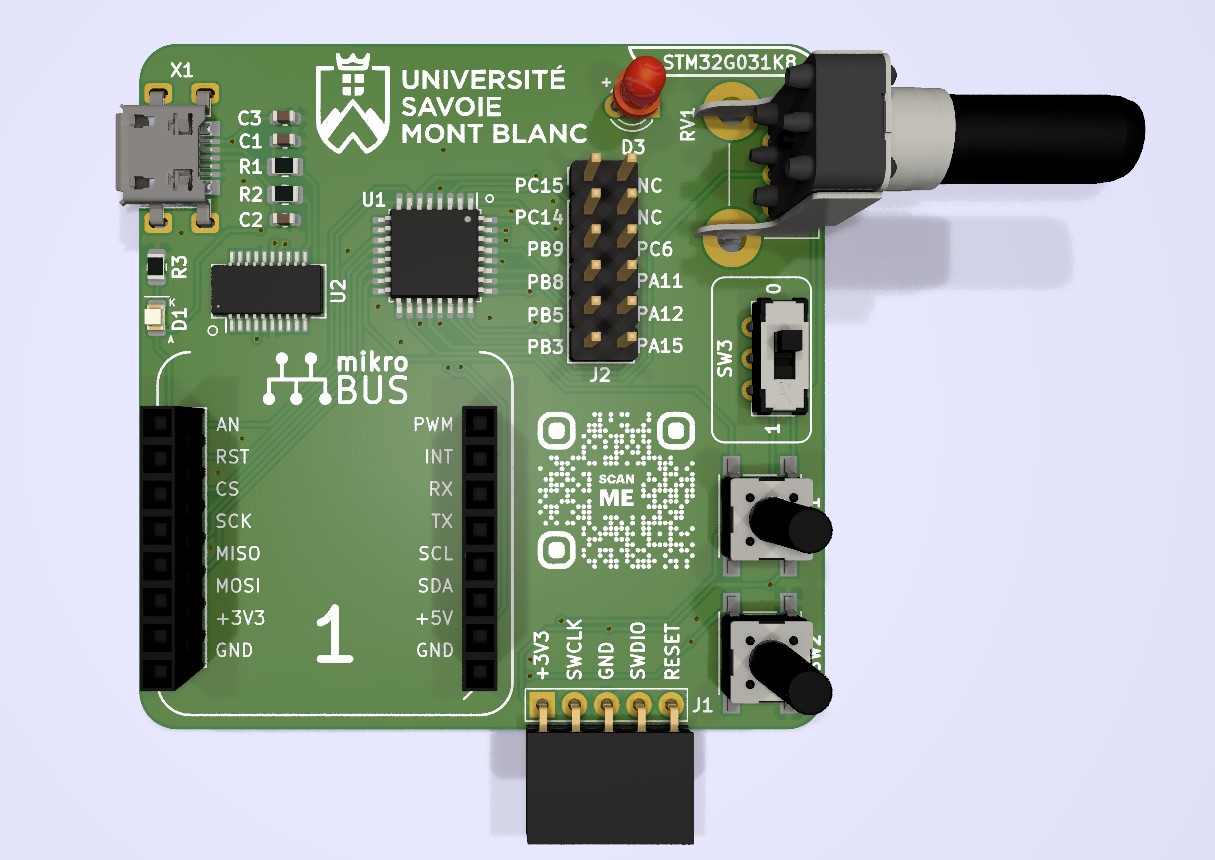 X1
UNIVERSITÉ
SAVOIE
MONT BLANC
STM32G031K8
+
D3
RV1
C3
C1
R1
R2
C2
U1
PC15
NC
PC14
NC
PB9
PC6
PB8
PA11
PB5
PA12
PB3
PA15
J2
R3
K
D1
A
U2
0
SW3
1
mikro
BUS
AN
PWM
RST
INT
CS
RX
SCK
TX
MISO
SCL
MOSI
SDA
+3V3
+5V
GND
GND
1
SCAN
ME
1
SW2
+3V3
SWCLK
GND
SWDIO
RESET
J1